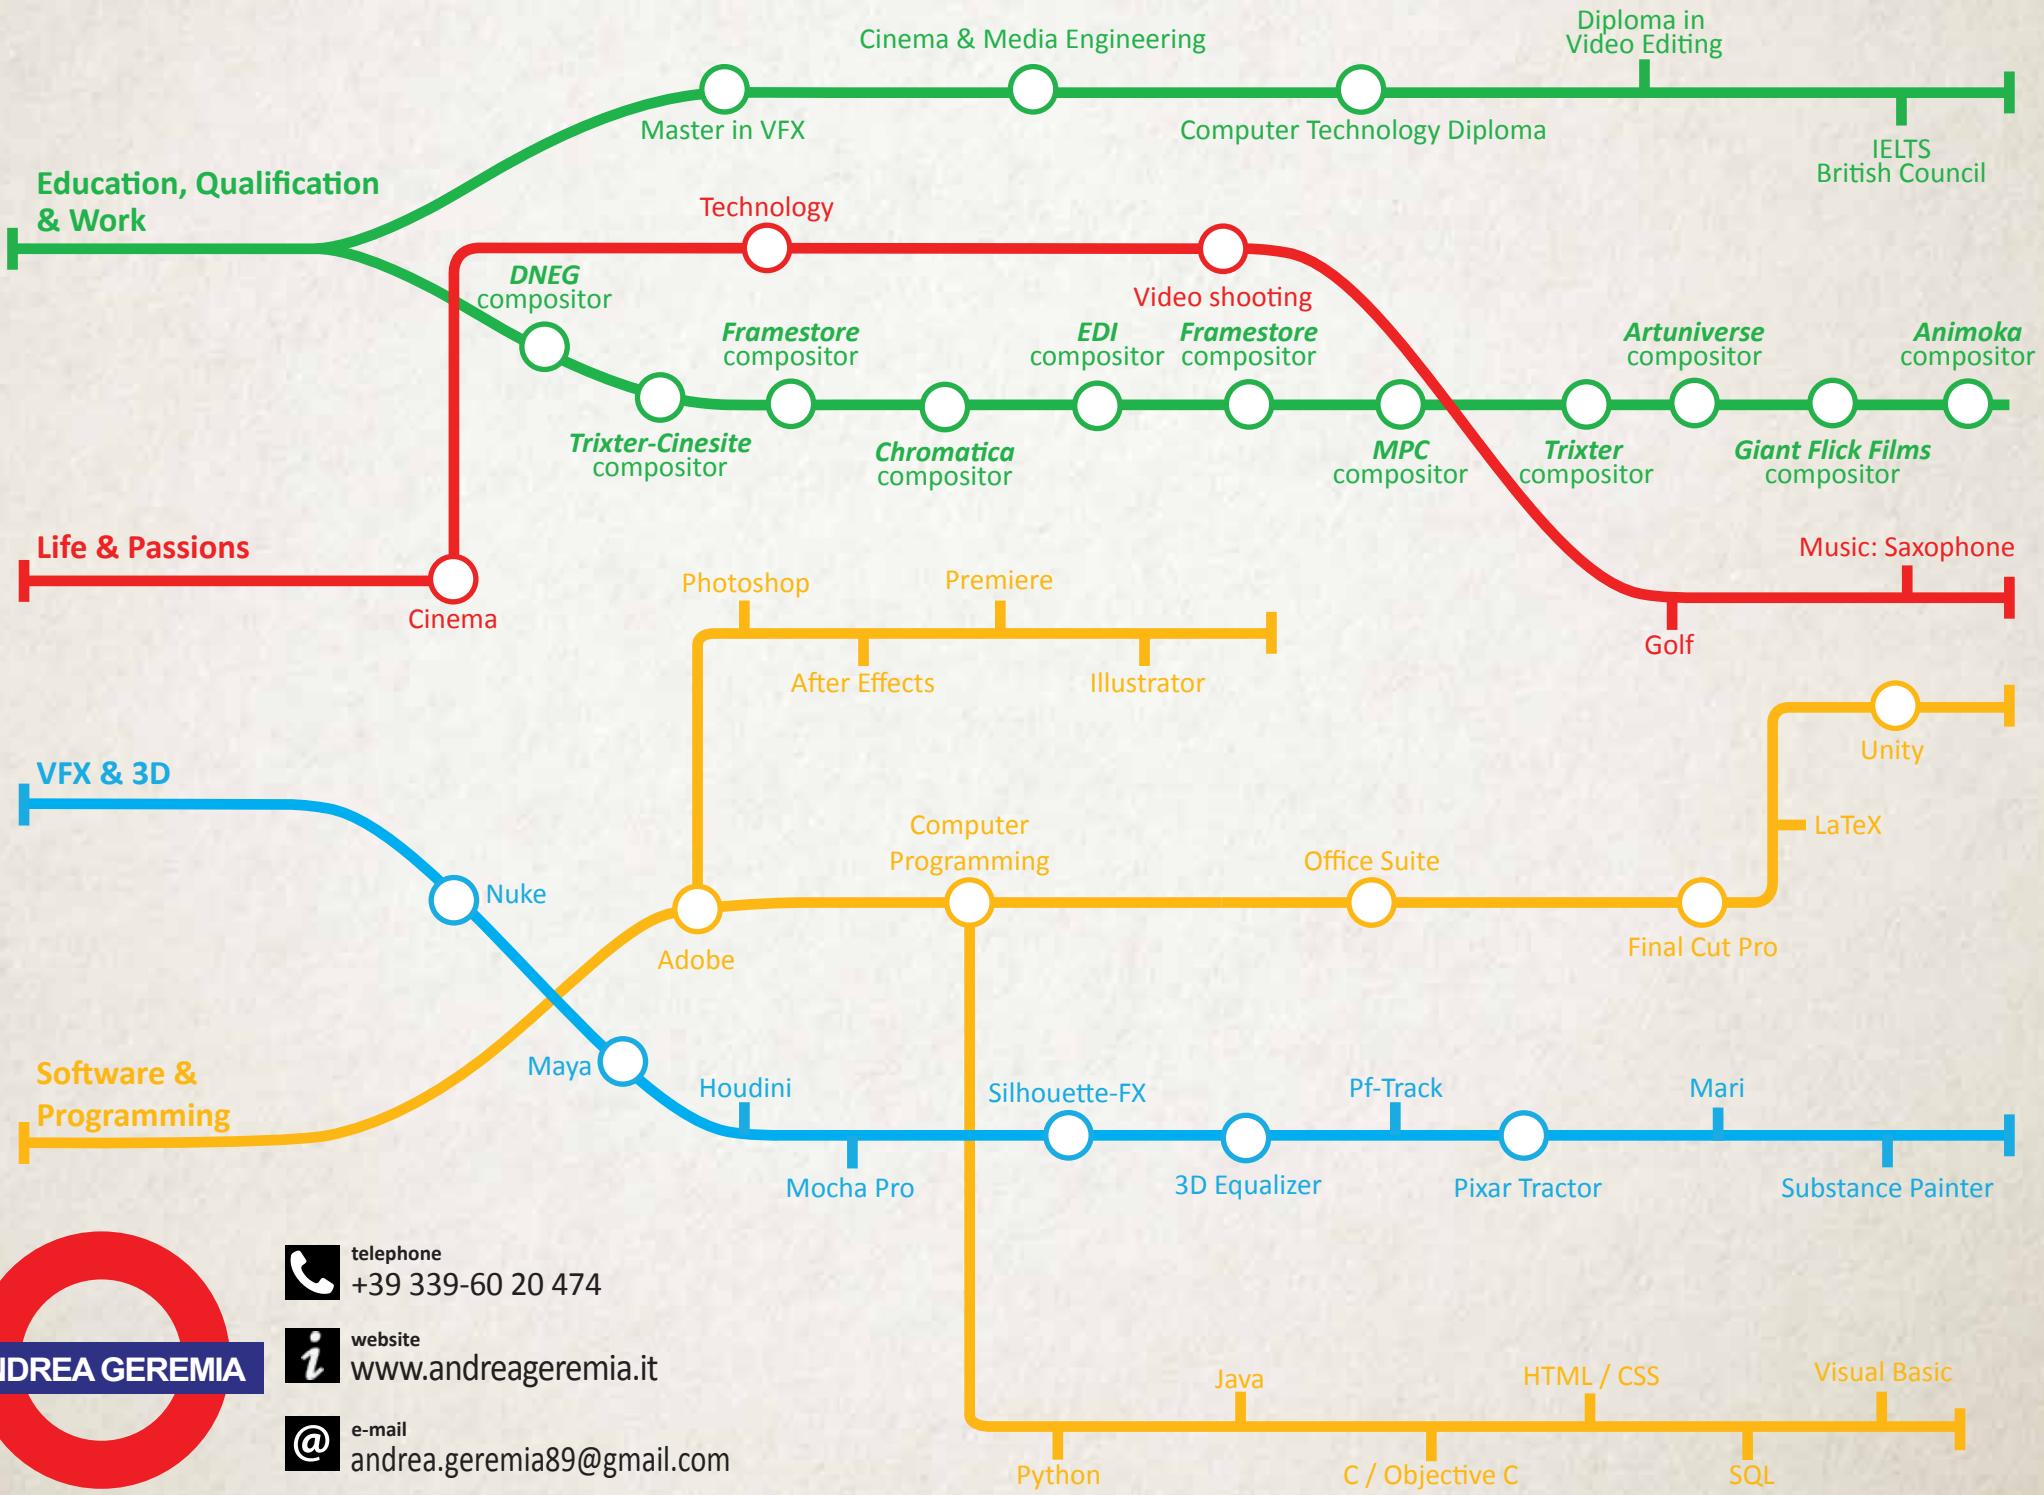 Cinema & Media Engineering
Diploma in
Video Editing
Master in VFX
Computer Technology Diploma
IELTS
British Council
Education, Qualification
& Work
Technology
Video shooting
DNEG
compositor
Trixter-Cinesite
compositor
Framestore
compositor
Chromatica
compositor
EDI
compositor
Framestore
compositor
MPC
compositor
Trixter
compositor
Artuniverse
compositor
Giant Flick Films
compositor
Animoka
compositor
Life & Passions
Cinema
Golf
Music: Saxophone
Photoshop
After Effects
Premiere
Illustrator
VFX & 3D
Nuke
Maya
Houdini
Mocha Pro
Silhouette-FX
3D Equalizer
Pf-Track
Pixar Tractor
Mari
Substance Painter
Software &
Programming
Adobe
Computer
Programming
Office Suite
Final Cut Pro
LaTeX
Unity
Python
Java
C / Objective C
HTML / CSS
SQL
Visual Basic
NDREA GEREMIA
telephone
+39 339-60 20 474
website
www.andreageremia.it
@
e-mail
andrea.geremia89@gmail.com